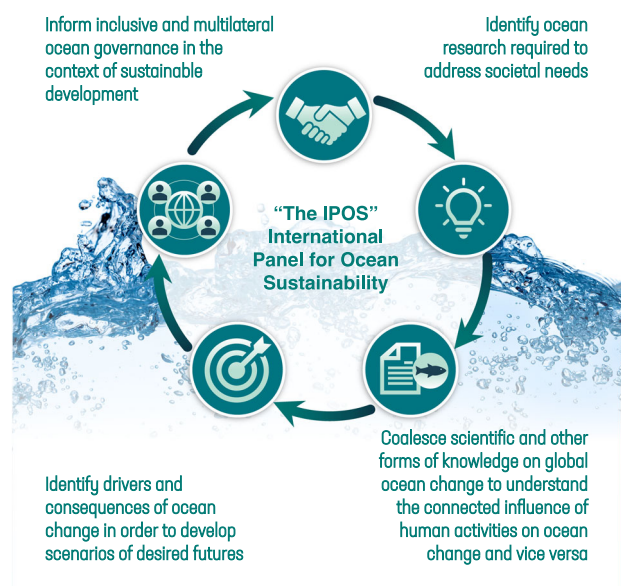 Inform inclusive and multilateral
ocean governance in the
context of sustainable
development
Identify ocean
research required to
address societal needs
“The IPOS”
International
Panel for Ocean
Sustainability
Identify drivers and
consequences of ocean
change in order to develop
scenarios of desired futures
Coalesce scientific and other
forms of knowledge on global
ocean change to understand
the connected influence of
human activities on ocean
change and vice versa